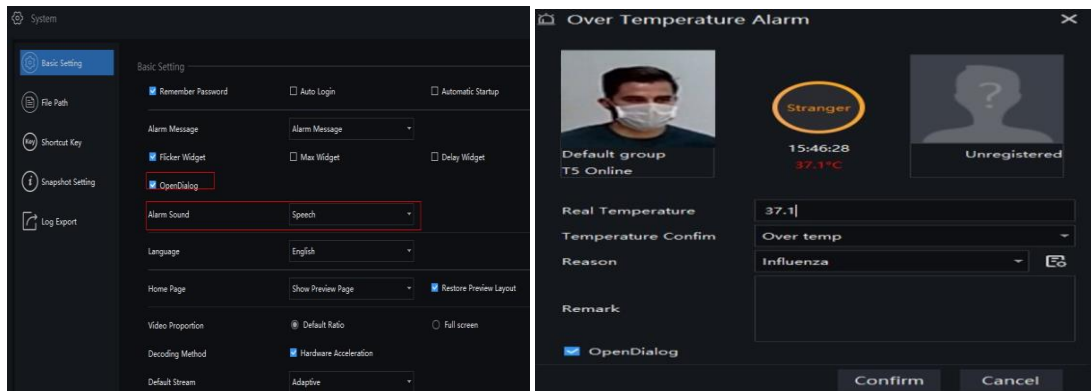 System
Basic Setting
File Path
Shortcut Key
Key
Snapshot Setting
Log Export
Basic Setting
Remember Password Auto Login Automatic Startup
Alarm Message Alarm Message
Flicker Widget Max Widget Delay Widget
OpenDialog
Alarm Sound Speech
Language English
Home Page Show Preview Page Restore Preview Layout
Video Proportion Default Ratio Full screen
Decoding Method Hardware Acceleration
Default Stream Adaptive
Over Temperature Alarm
Stranger
15:46:28
37.1°C
Default group
T5 Online
Unregistered
Real Temperature 37.1
Temperature Confim Over temp
Reason Influenza
Remark
OpenDialog
Confirm Cancel